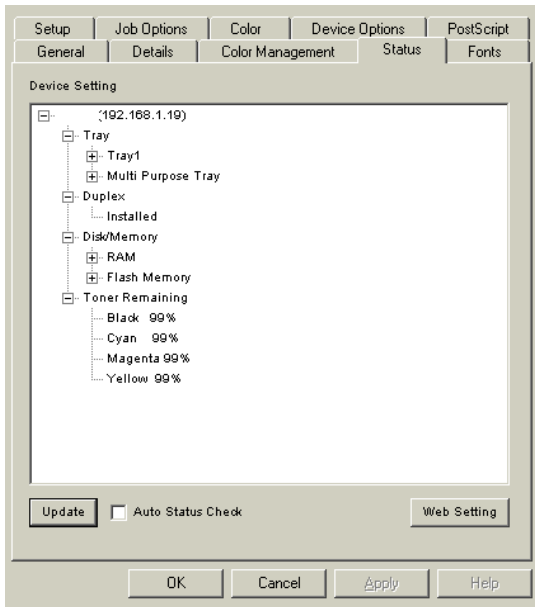 Setup Job Options Color Device Options PostScript
General Details Color Management Status Fonts
Device Setting
(192.168.1.19)
Tray
Tray1
Multi Purpose Tray
Duplex
Installed
Disk/Memory
RAM
Flash Memory
Toner Remaining
Black 99%
Cyan 99%
Magenta 99%
Yellow 99%
Update Auto Status Check Web Setting
OK Cancel Apply Help